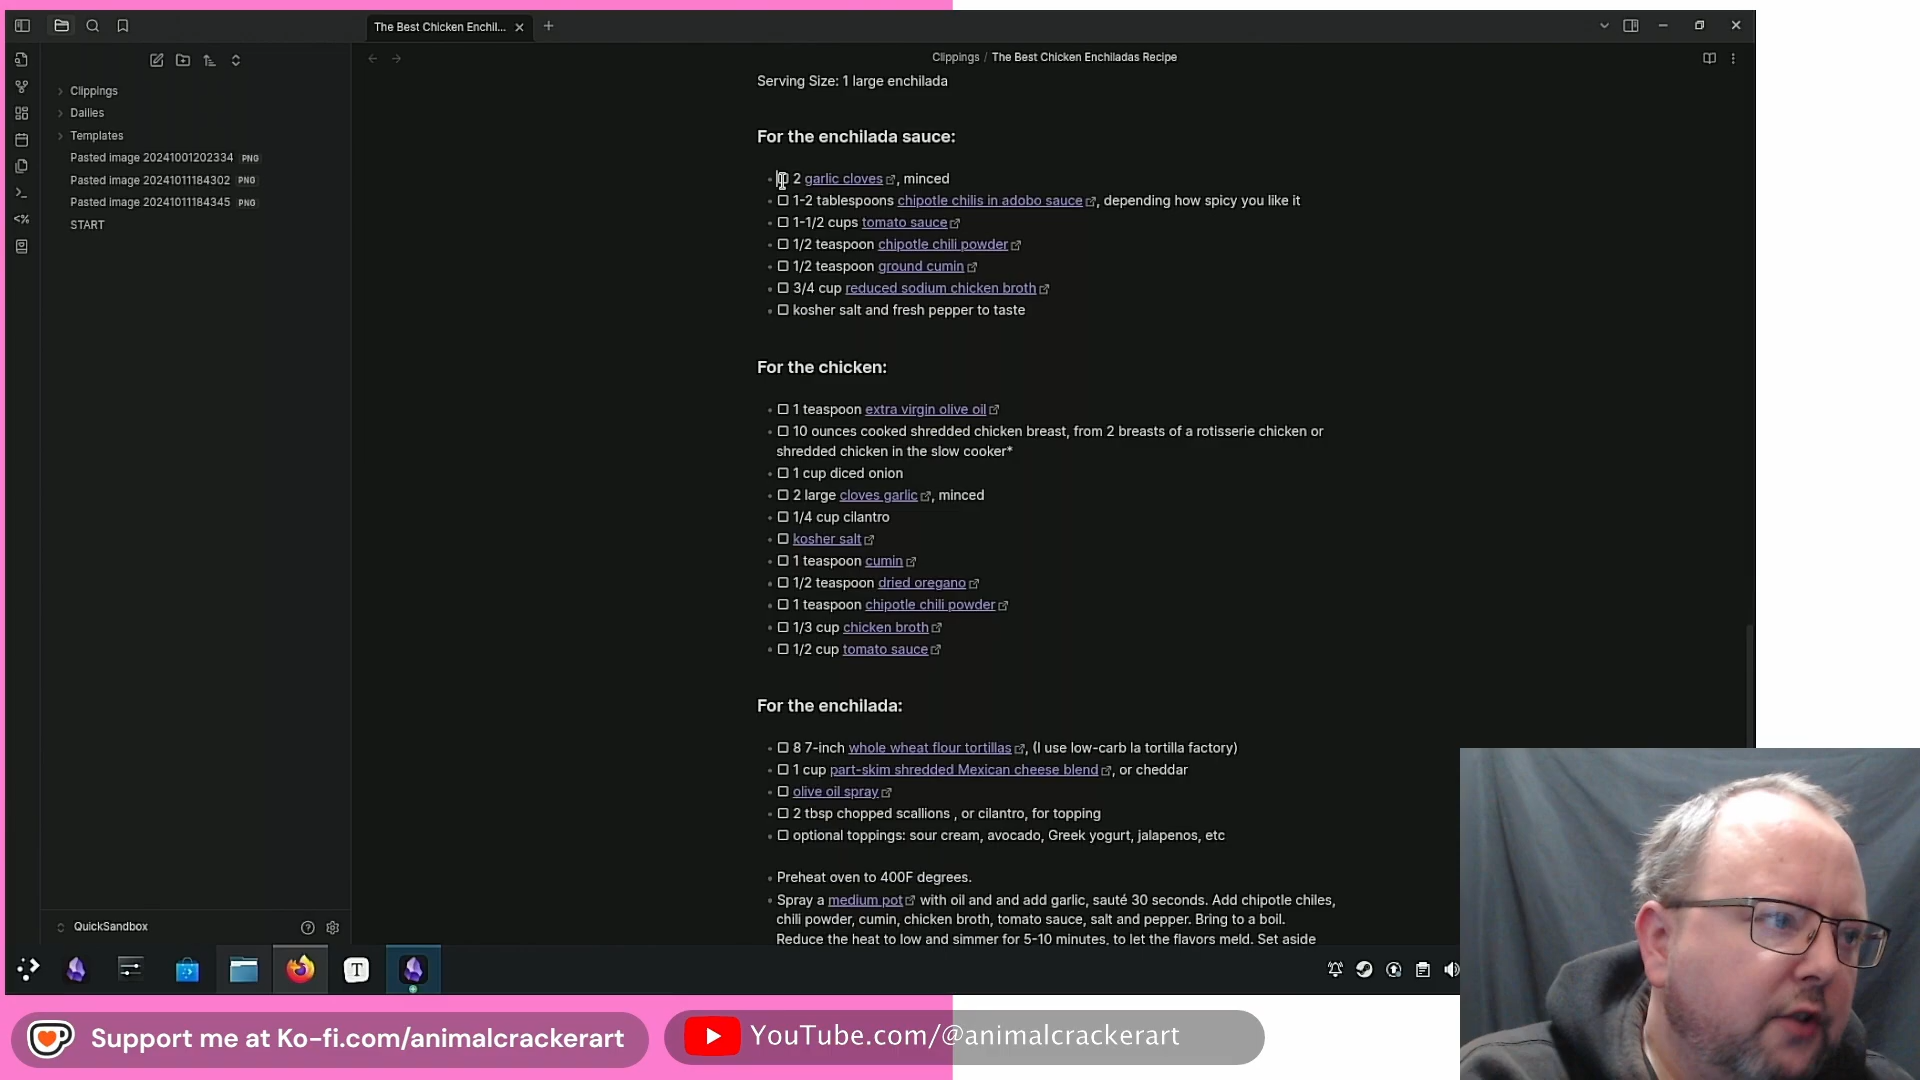 The Best Chicken Enchil...
Clippings / The Best Chicken Enchiladas Recipe
Clippings
Dailies
Templates
Pasted image 20241001202334 PNG
Pasted image 20241011184302 PNG
Pasted image 20241011184345 PNG
START
QuickSandbox
Serving Size: 1 large enchilada
For the enchilada sauce:
2 garlic cloves, minced
1-2 tablespoons chipotle chilis in adobo sauce, depending how spicy you like it
1-1/2 cups tomato sauce
1/2 teaspoon chipotle chili powder
1/2 teaspoon ground cumin
3/4 cup reduced sodium chicken broth
kosher salt and fresh pepper to taste
For the chicken:
1 teaspoon extra virgin olive oil
10 ounces cooked shredded chicken breast, from 2 breasts of a rotisserie chicken or
shredded chicken in the slow cooker*
1 cup diced onion
2 large cloves garlic, minced
1/4 cup cilantro
kosher salt
1 teaspoon cumin
1/2 teaspoon dried oregano
1 teaspoon chipotle chili powder
1/3 cup chicken broth
1/2 cup tomato sauce
For the enchilada:
8 7-inch whole wheat flour tortillas, (I use low-carb la tortilla factory)
1 cup part-skim shredded Mexican cheese blend, or cheddar
olive oil spray
2 tbsp chopped scallions , or cilantro, for topping
optional toppings: sour cream, avocado, Greek yogurt, jalapenos, etc
Preheat oven to 400F degrees.
Spray a medium pot with oil and and add garlic, sauté 30 seconds. Add chipotle chiles,
chili powder, cumin, chicken broth, tomato sauce, salt and pepper. Bring to a boil.
Reduce the heat to low and simmer for 5-10 minutes, to let the flavors meld. Set aside
T
Support me at Ko-fi.com/animalcrackerart
YouTube.com/@animalcrackerart